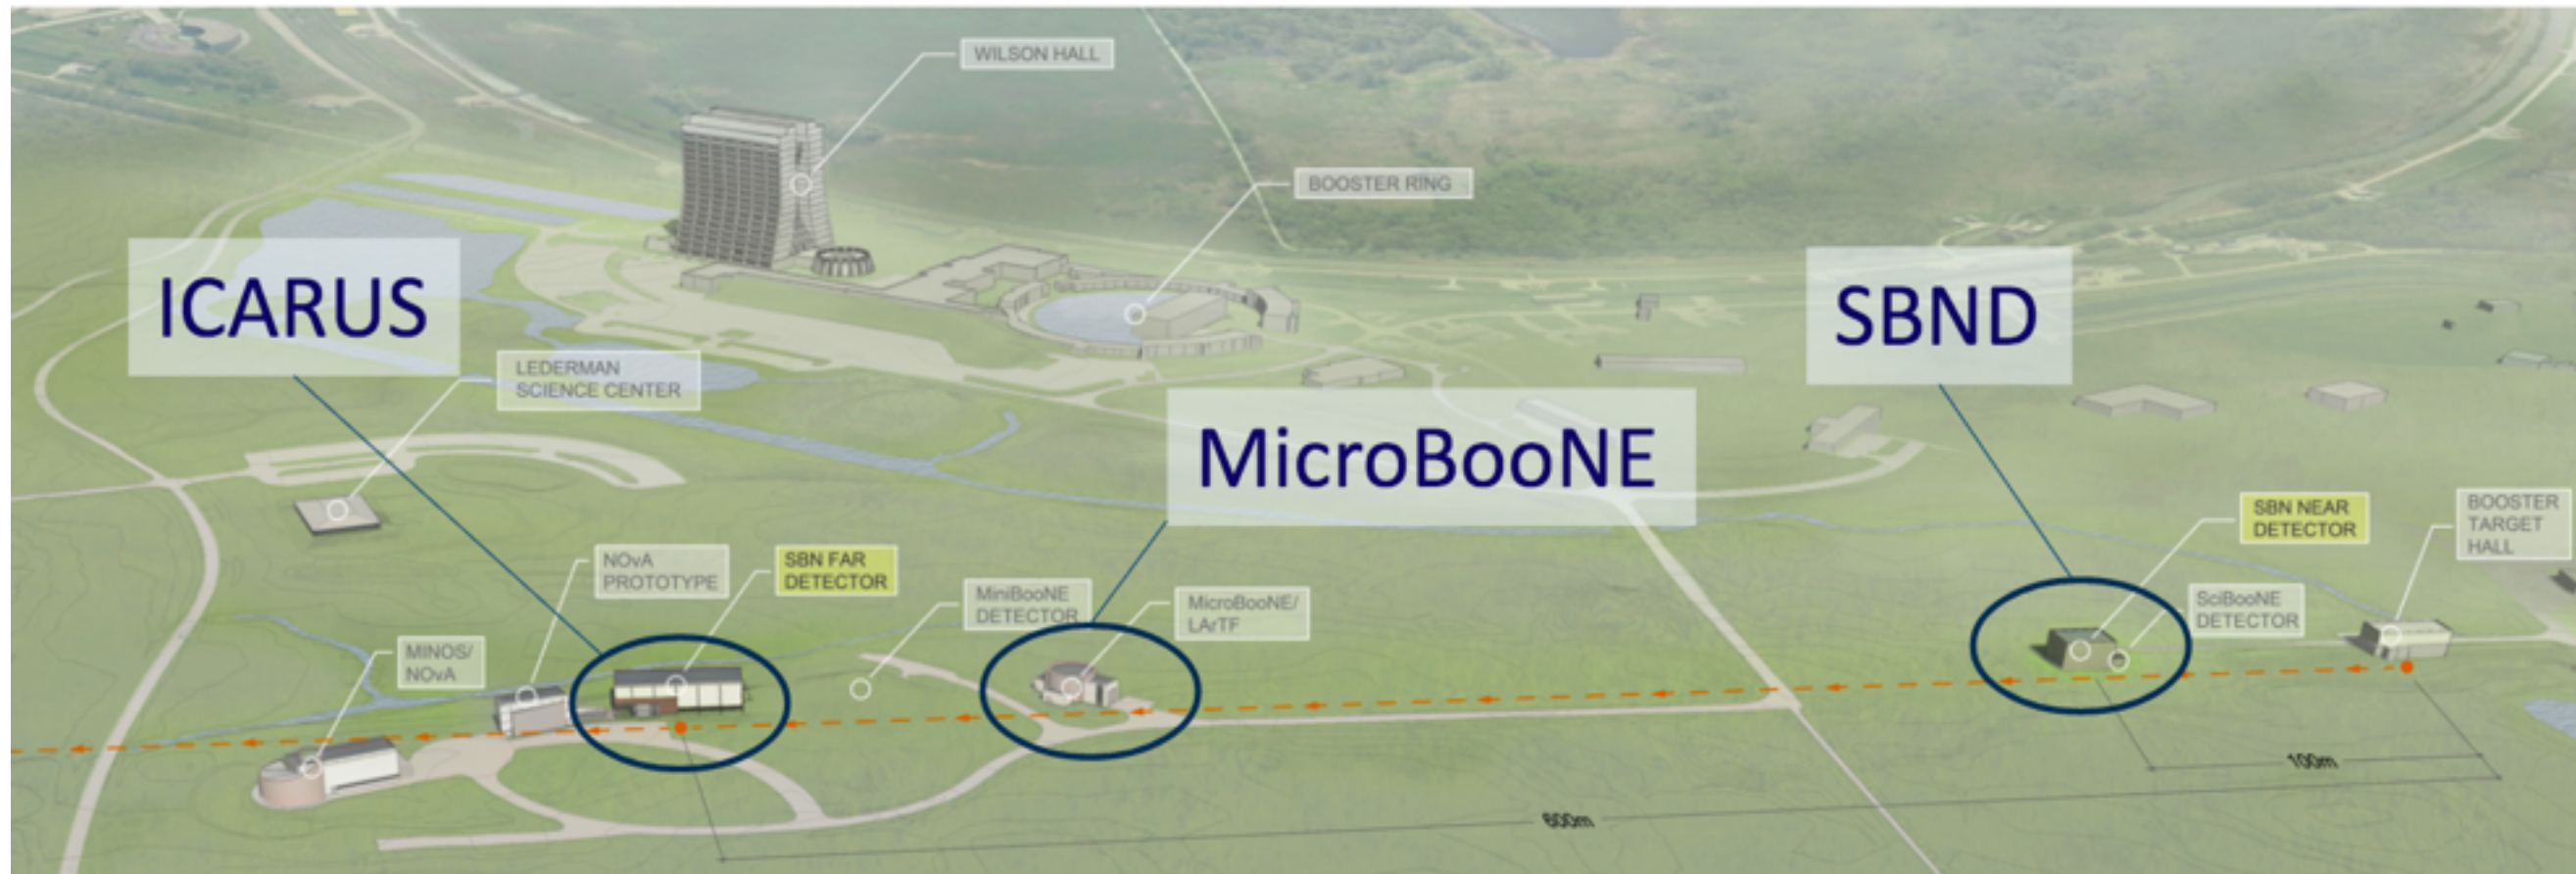 WILSON HALL
BOOSTER RING
ICARUS
SBND
LEDERMAN
SCIENCE CENTER
MicroBooNE
SBN NEAR
DETECTOR
BOOSTER
TARGET
HALL
NOvA
PROTOTYPE
SBN FAR
DETECTOR
MiniBooNE
DETECTOR
MicroBooNE/
LArTF
SciBooNE
DETECTOR
MINOS/
NOvA
100m
600m